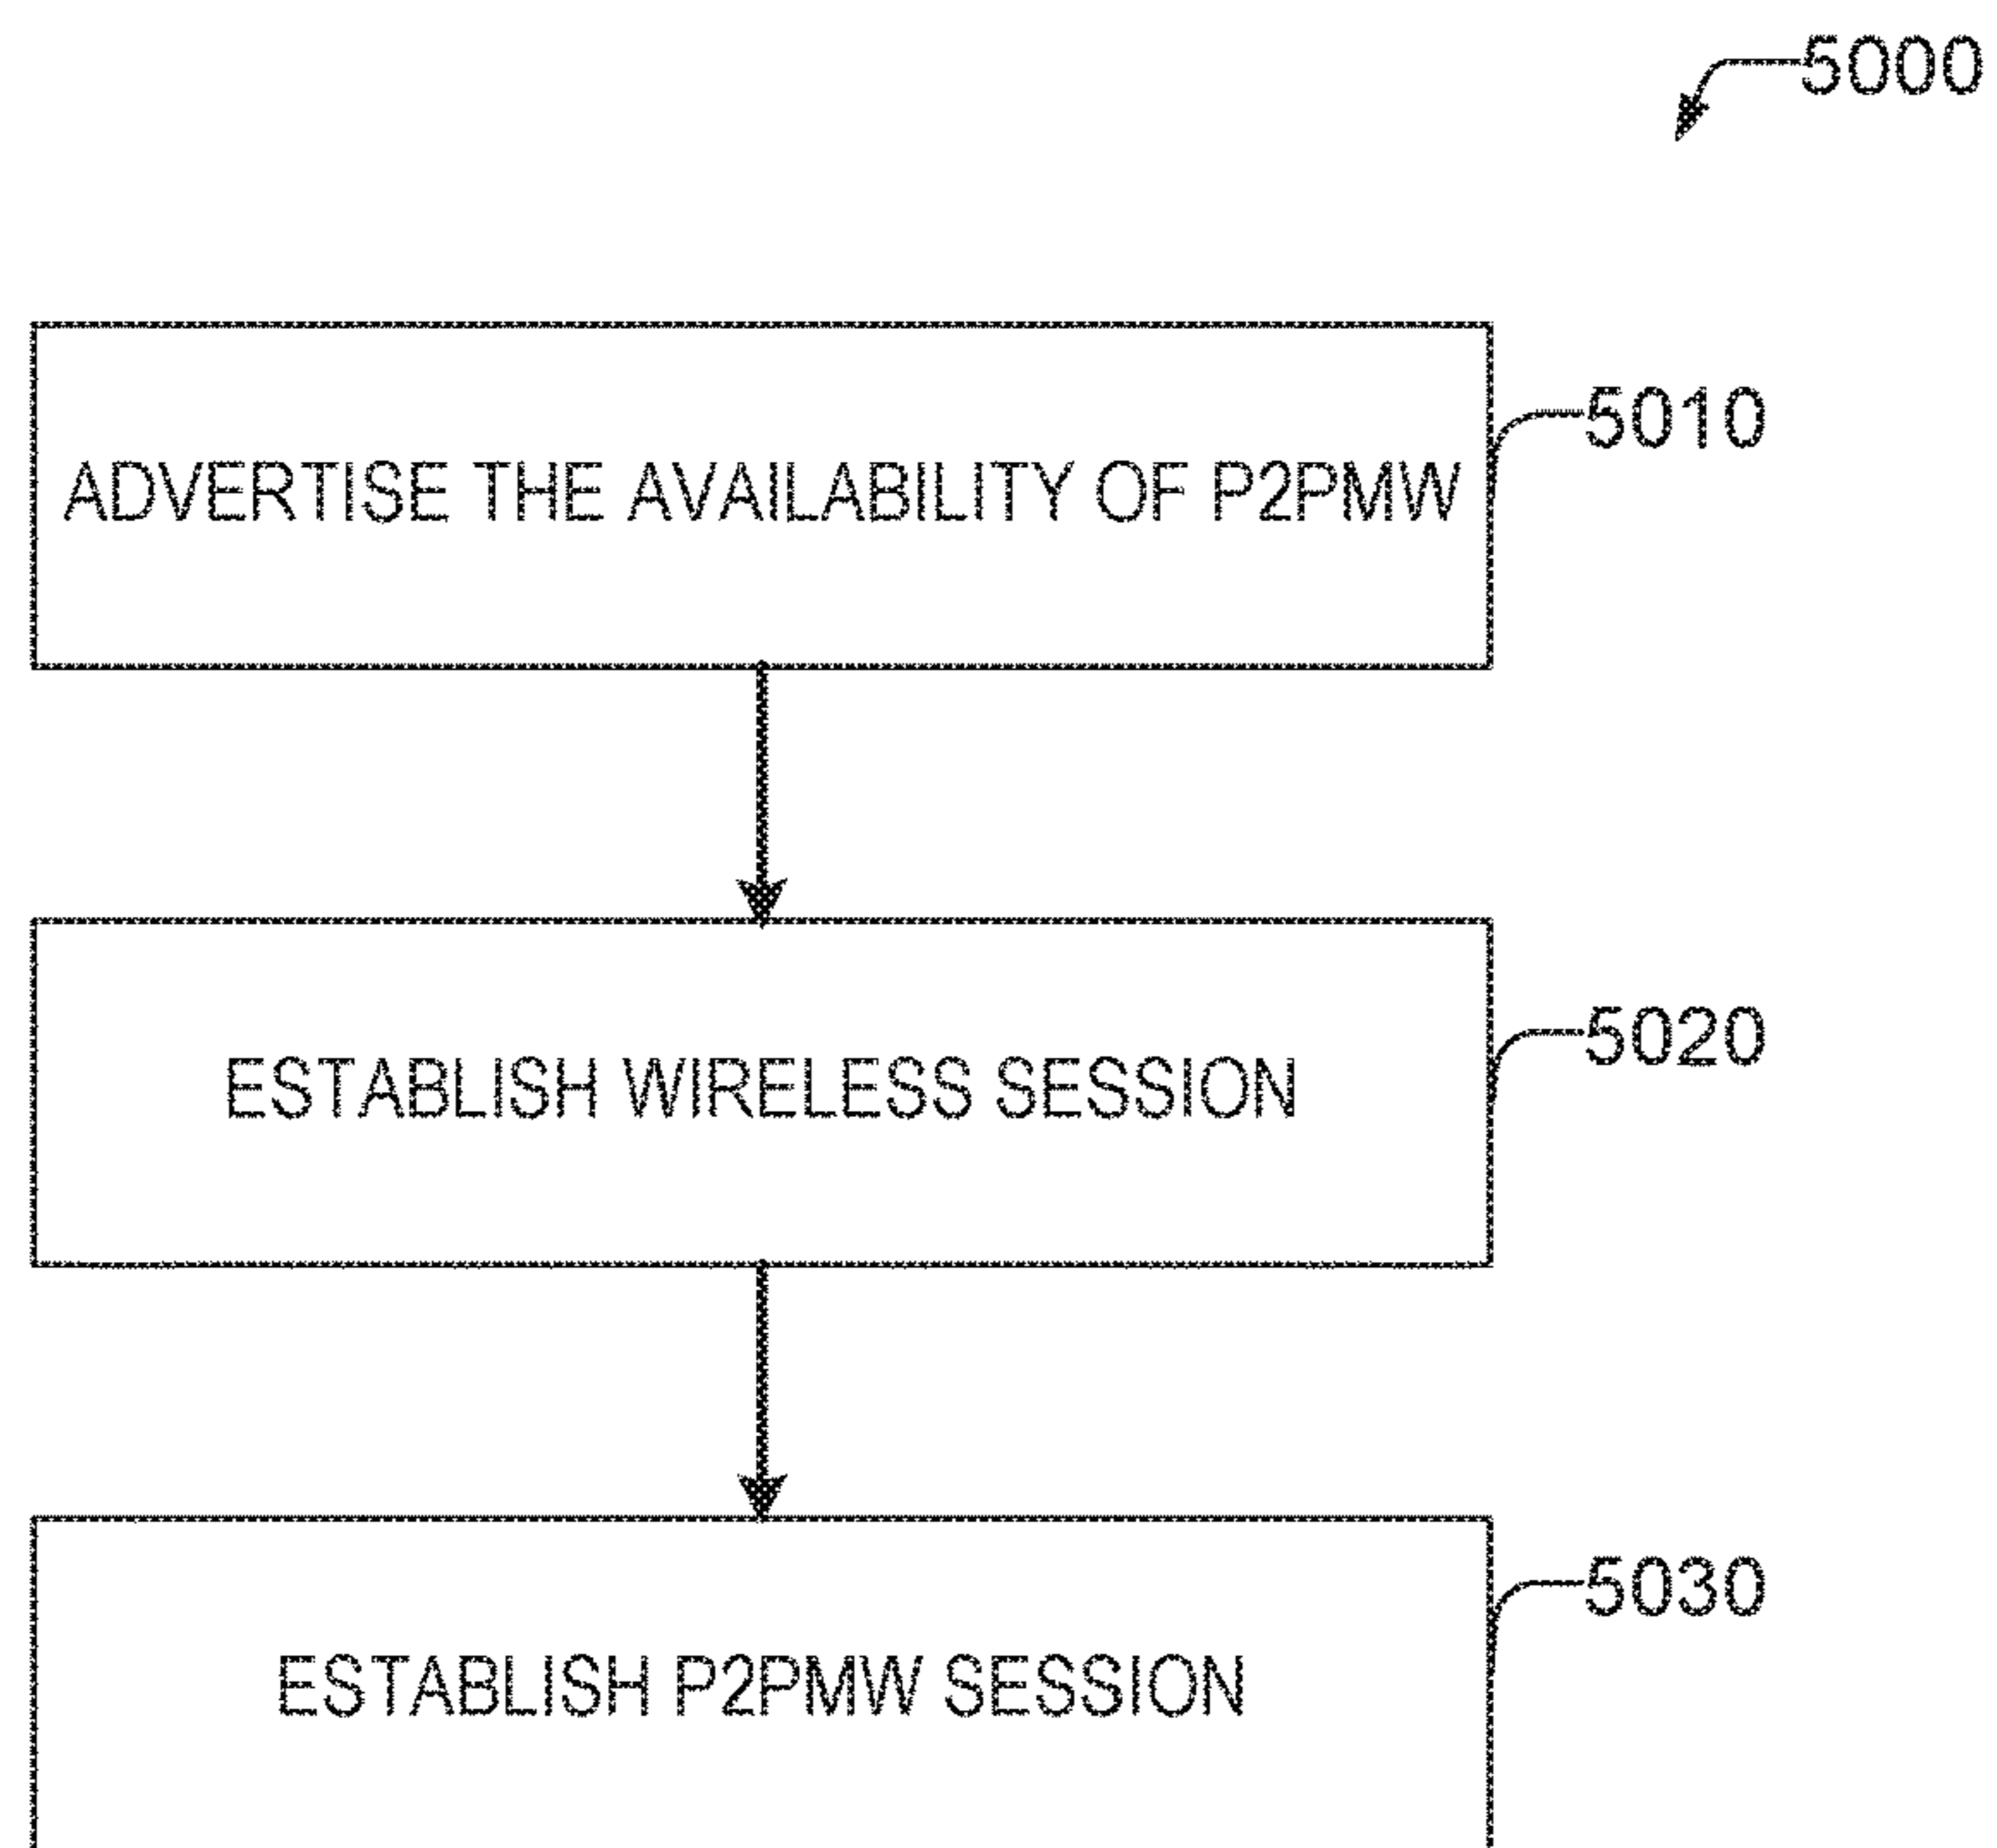 5000
ADVERTISE THE AVAILABILITY OF P2PMW
5010
ESTABLISH WIRELESS SESSION
5020
ESTABLISH P2PMW SESSION
5030